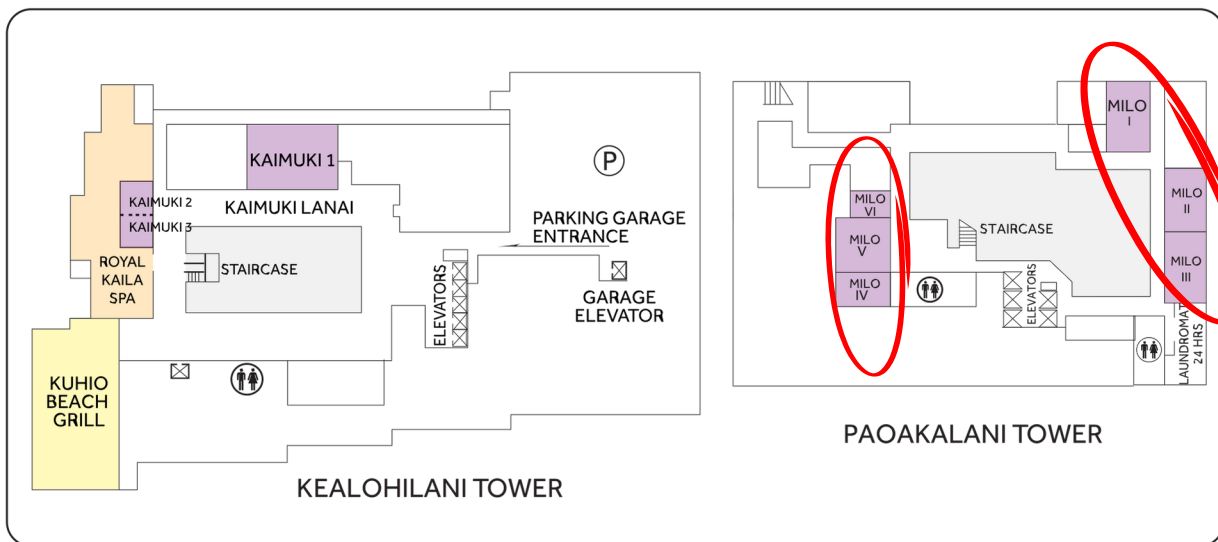 KAIMUKI 1
KAIMUKI 2
KAIMUKI 3
KAIMUKI LANAI
ROYAL
KAILA
SPA
STAIRCASE
KUHIO
BEACH
GRILL
P
PARKING GARAGE
ENTRANCE
ELEVATORS
GARAGE
ELEVATOR
KEALOHILANI TOWER
MILO
I
MILO
II
MILO
III
MILO
VI
MILO
V
MILO
IV
STAIRCASE
ELEVATORS
LAUNDROMAT
24 HRS
PAOAKALANI TOWER